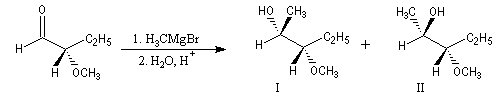 O
H
C₂H₅
H
OCH₃
1. H₃CMgBr
2. H₂O, H⁺
HO
CH₃
C₂H₅
H
H
OCH₃
I
+
H₃C
OH
C₂H₅
H
H
OCH₃
II